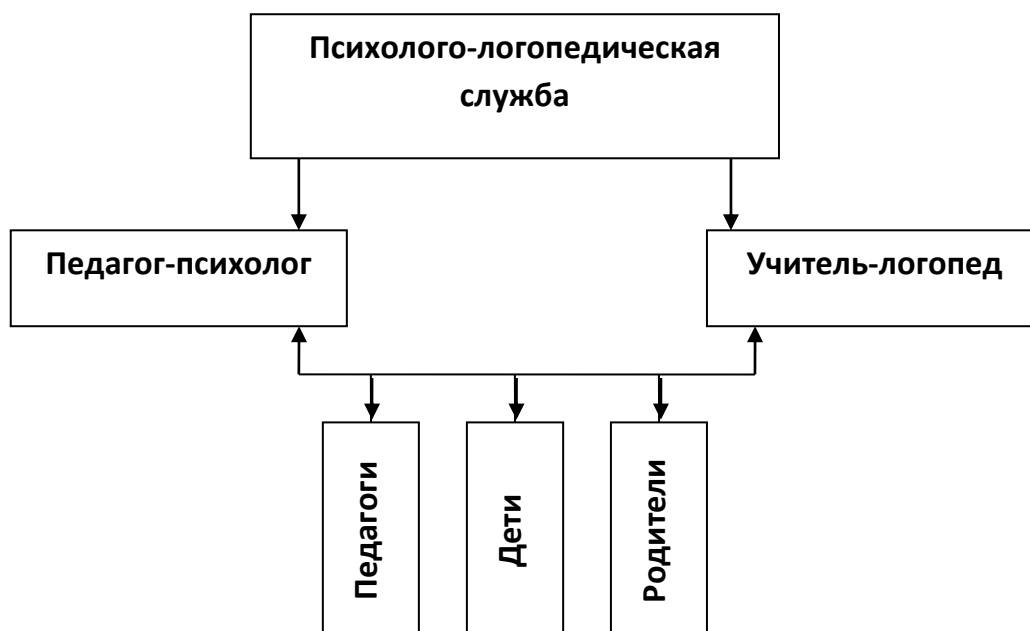 Психолого-логопедическая
служба
Педагог-психолог
Учитель-логопед
Педагоги
Дети
Родители